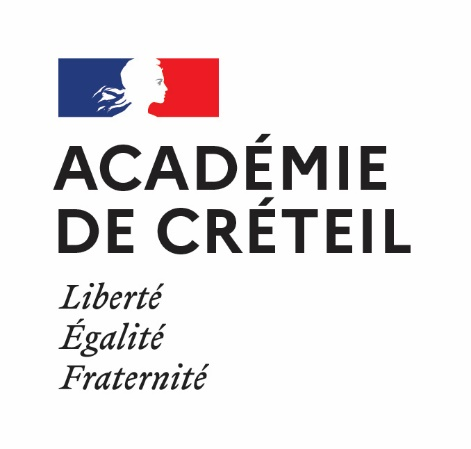 ACADÉMIE
DE CRÉTEIL
Liberté
Égalité
Fraternité